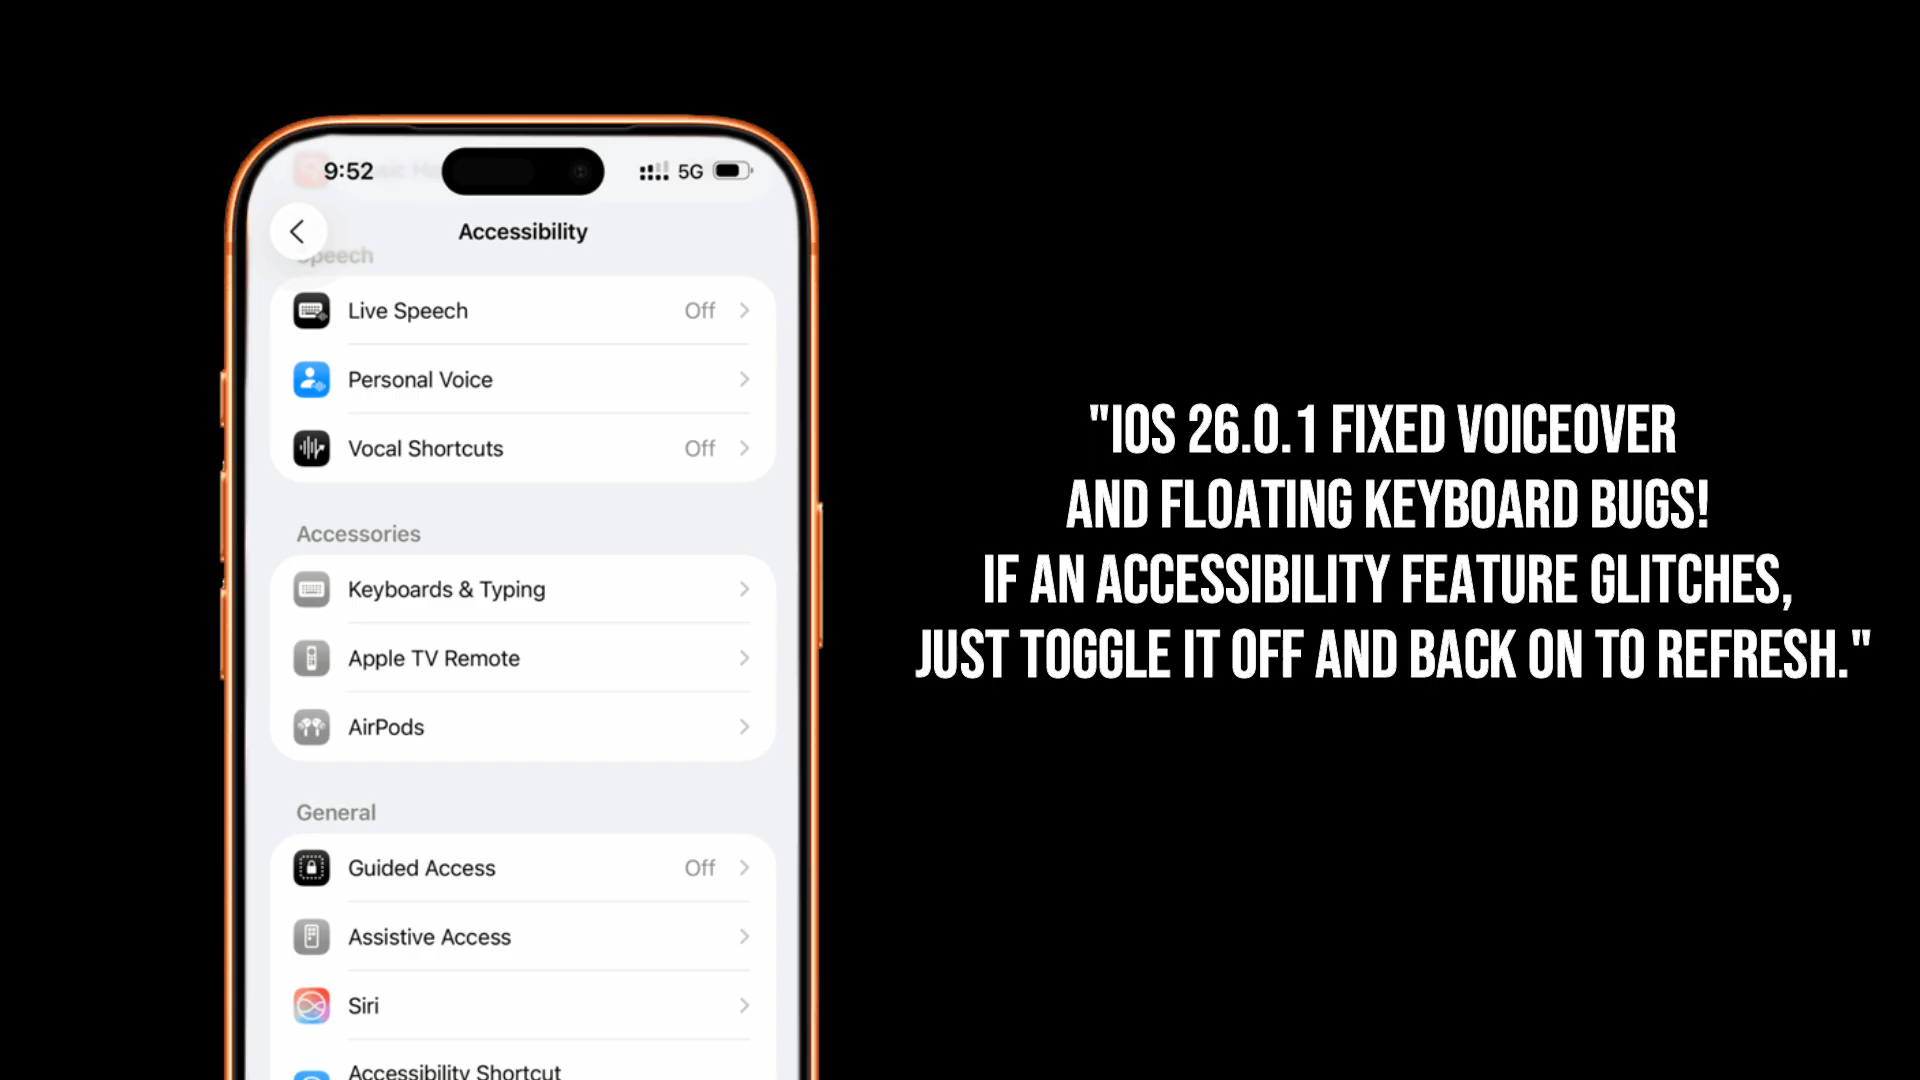 9:52
5G
Accessibility
Speech
Live Speech Off
Personal Voice
Vocal Shortcuts Off
Accessories
Keyboards & Typing
Apple TV Remote
AirPods
General
Guided Access Off
Assistive Access
Siri
Accessibility Shortcut
"IOS 26.0.1 FIXED VOICEOVER
AND FLOATING KEYBOARD BUGS!
IF AN ACCESSIBILITY FEATURE GLITCHES,
JUST TOGGLE IT OFF AND BACK ON TO REFRESH."